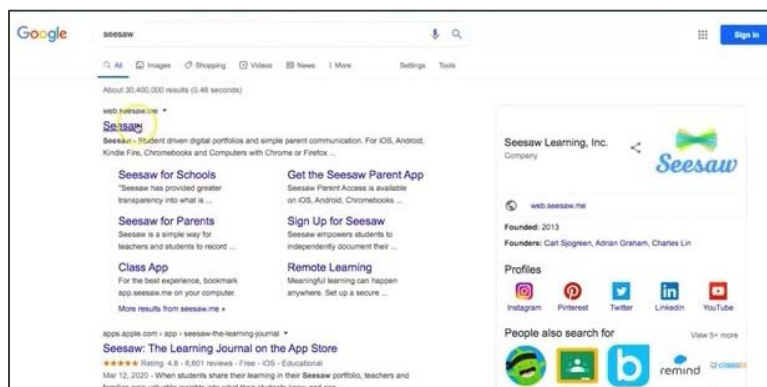 Google
seesaw
Sign in
All Images Shopping Videos News More Settings Tools
About 30,400,000 results (0.46 seconds)
web.seesaw.me
Seesaw
Seesaw - Student driven digital portfolios and simple parent communication. For iOS, Android,
Kindle Fire, Chromebooks and Computers with Chrome or Firefox ...
Seesaw for Schools
"Seesaw has provided greater
transparency into what is ...
Get the Seesaw Parent App
Seesaw Parent Access is available
on iOS, Android, Chromebooks ...
Seesaw for Parents
Seesaw is a simple way for
teachers and students to record ...
Sign Up for Seesaw
Seesaw empowers students to
independently document their ...
Class App
For the best experience, bookmark
app.seesaw.me on your computer.
Remote Learning
Meaningful learning can happen
anywhere. Set up a secure ...
More results from seesaw.me »
apps.apple.com › app › seesaw-the-learning-journal
Seesaw: The Learning Journal on the App Store
Rating: 4.8 - 8,601 reviews - Free - iOS - Educational
Mar 12, 2020 - When students share their learning in their Seesaw portfolio, teachers and
Seesaw Learning, Inc.
Company
Seesaw
web.seesaw.me
Founded: 2013
Founders: Carl Sjogreen, Adrian Graham, Charles Lin
Profiles
Instagram Pinterest Twitter LinkedIn YouTube
People also search for
View 5+ more
b
remind